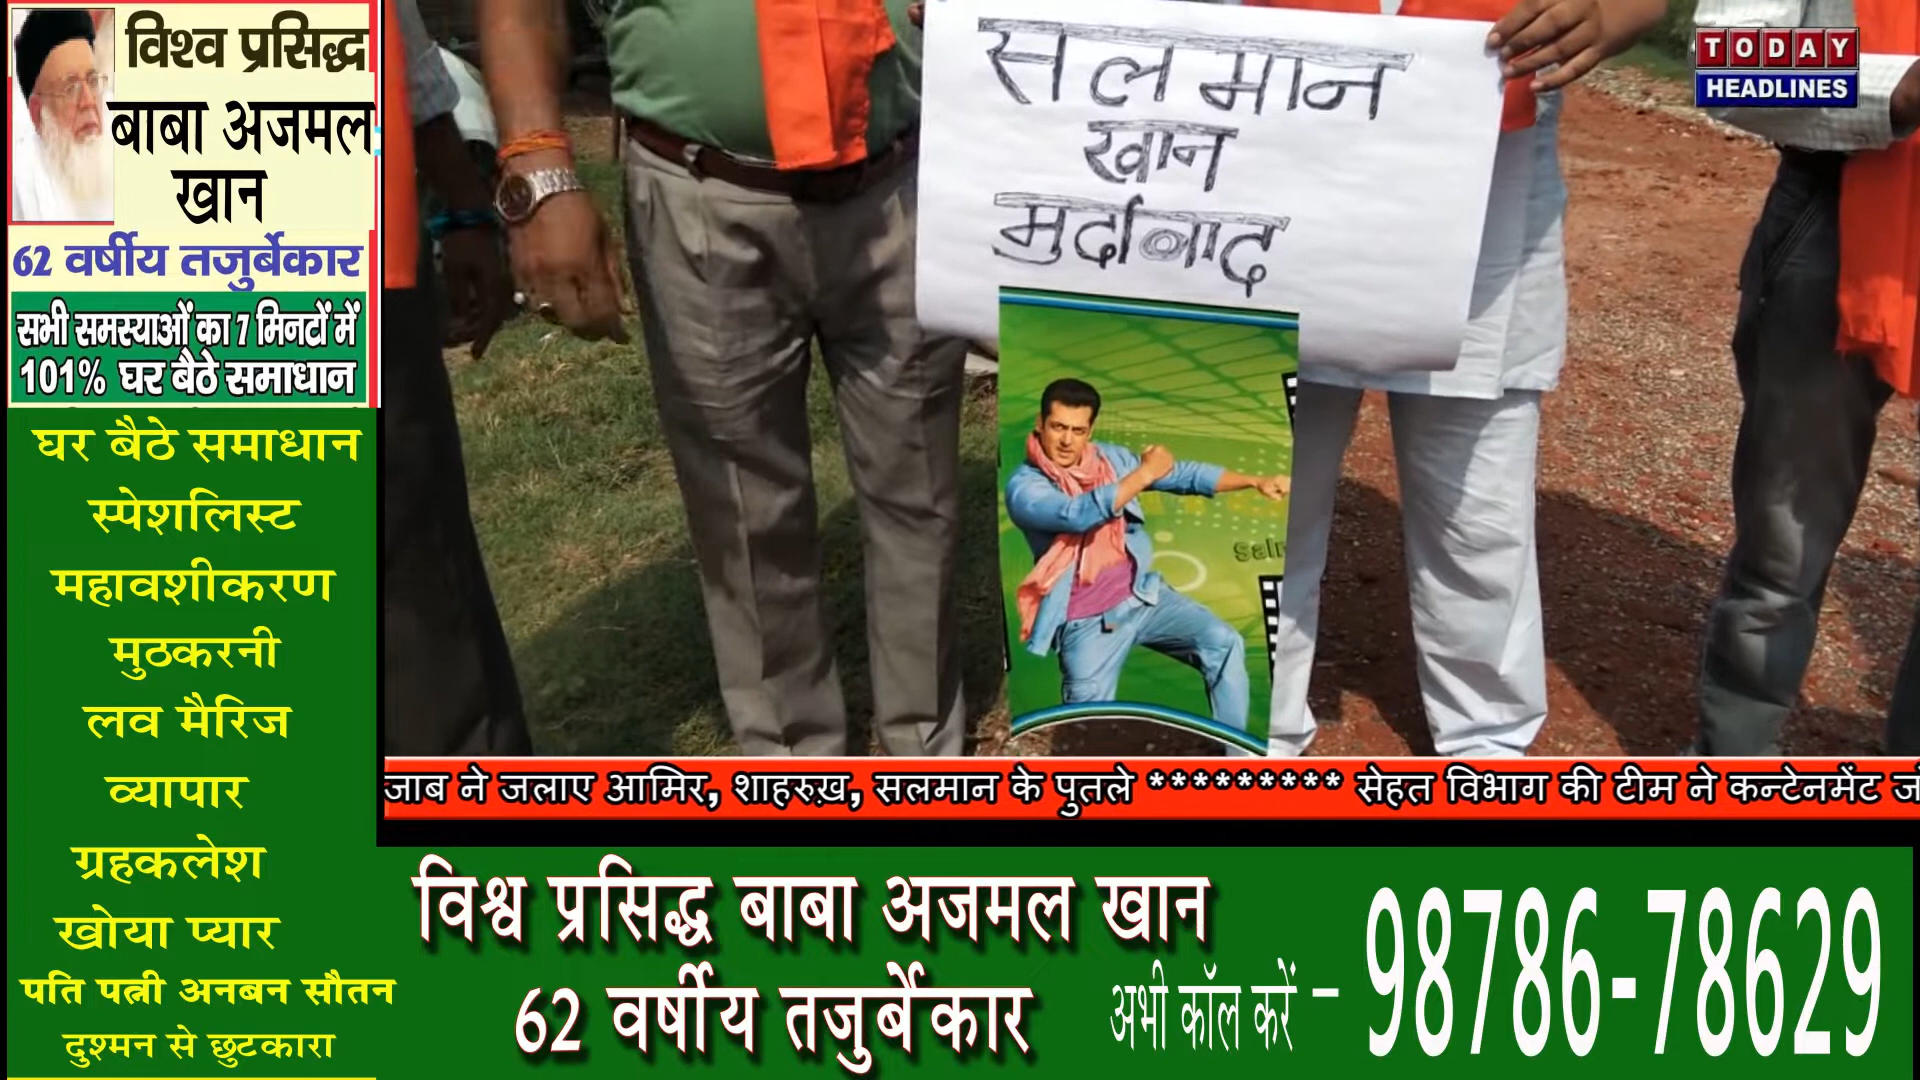 विश्व प्रसिद्ध
बाबा अजमल
खान
62 वर्षीय तजुर्बेकार
सभी समस्याओं का 7 मिनटों में
101% घर बैठे समाधान
घर बैठे समाधान
स्पेशलिस्ट
महावशीकरण
मुठकरनी
लव मैरिज
व्यापार
ग्रहकलेश
खोया प्यार
पति पत्नी अनबन सौतन
दुश्मन से छुटकारा
सलमान
खान
मुर्दाबाद
TODAY
HEADLINES
जाब ने जलाए आमिर, शाहरुख़, सलमान के पुतले ********* सेहत विभाग की टीम ने कन्टेनमेंट
विश्व प्रसिद्ध बाबा अजमल खान
62 वर्षीय तजुर्बेकार
अभी कॉल करें - 98786-78629